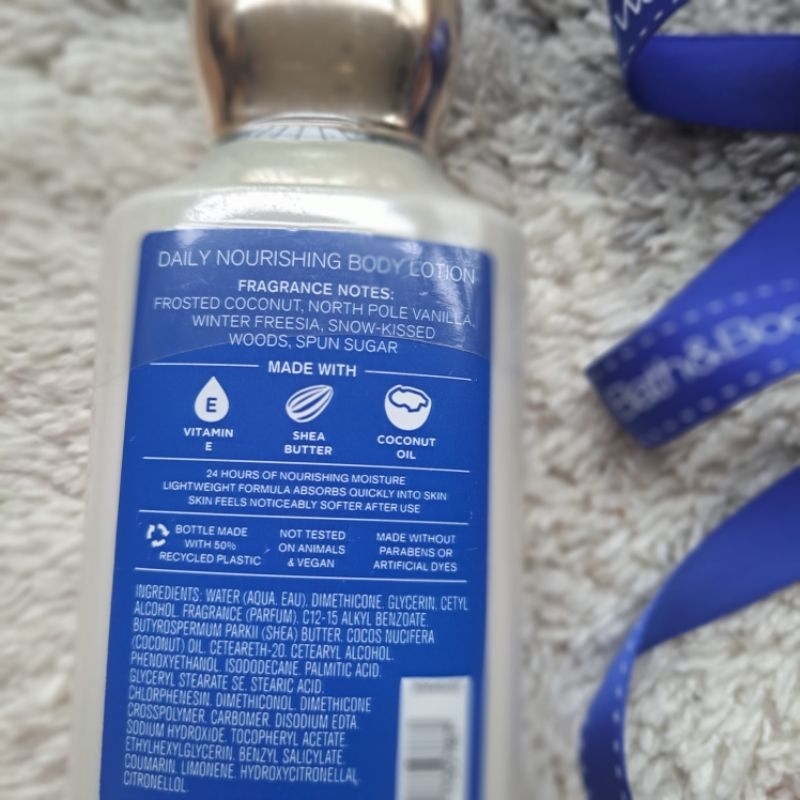 DAILY NOURISHING BODY LOTION
FRAGRANCE NOTES:
FROSTED COCONUT, NORTH POLE VANILLA,
WINTER FREESIA, SNOW-KISSED
WOODS, SPUN SUGAR
MADE WITH
E
VITAMIN
E
SHEA
BUTTER
COCONUT
OIL
24 HOURS OF NOURISHING MOISTURE
LIGHTWEIGHT FORMULA ABSORBS QUICKLY INTO SKIN
SKIN FEELS NOTICEABLY SOFTER AFTER USE
BOTTLE MADE
WITH 50%
RECYCLED PLASTIC
NOT TESTED
ON ANIMALS
& VEGAN
MADE WITHOUT
PARABENS OR
ARTIFICIAL DYES
INGREDIENTS: WATER (AQUA, EAU), DIMETHICONE, GLYCERIN, CETYL
ALCOHOL, FRAGRANCE (PARFUM), C12-15 ALKYL BENZOATE,
BUTYROSPERMUM PARKII (SHEA) BUTTER, COCOS NUCIFERA
(COCONUT) OIL, CETEARETH-20, CETEARYL ALCOHOL,
PHENOXYETHANOL, ISODODECANE, PALMITIC ACID,
GLYCERYL STEARATE SE, STEARIC ACID,
CHLORPHENESIN, DIMETHICONOL, DIMETHICONE
CROSSPOLYMER, CARBOMER, DISODIUM EDTA,
SODIUM HYDROXIDE, TOCOPHERYL ACETATE,
ETHYLHEXYLGLYCERIN, BENZYL SALICYLATE,
COUMARIN, LIMONENE, HYDROXYCITRONELLAL,
CITRONELLOL.
Bath & Bo